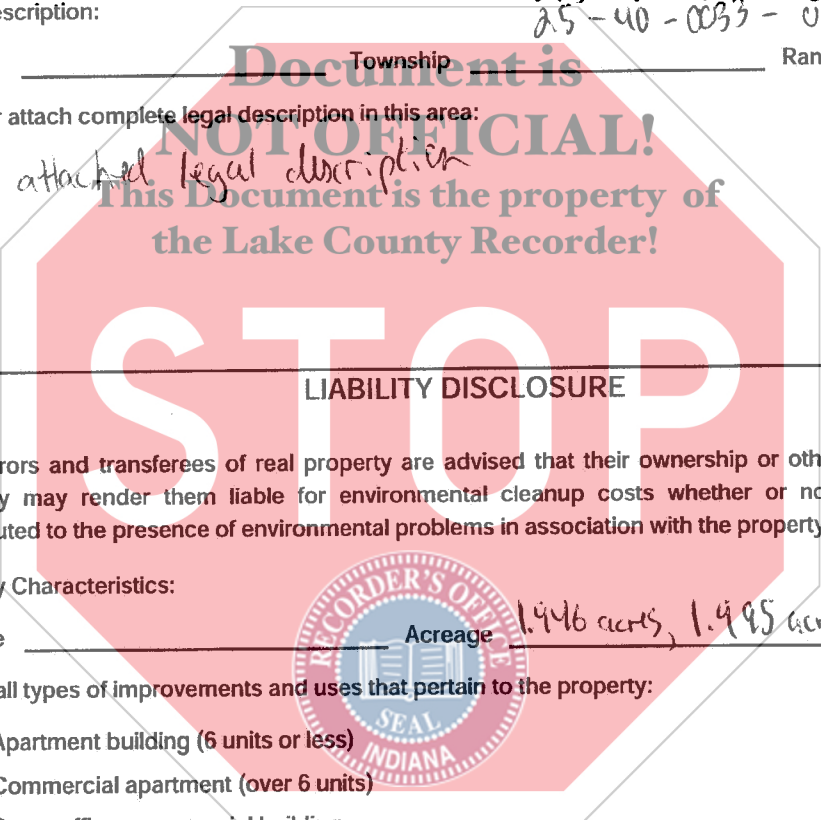 escription:
25-40-0033-0
Township Ran
attach complete legal description in this area:
attached legal description
Document is
NOT OFFICIAL!
This Document is the property of
the Lake County Recorder!
STOP
LIABILITY DISCLOSURE
rors and transferees of real property are advised that their ownership or oth
y may render them liable for environmental cleanup costs whether or no
uted to the presence of environmental problems in association with the property
y Characteristics:
e Acreage 1.446 acres, 1.995 acr
all types of improvements and uses that pertain to the property:
Apartment building (6 units or less)
Commercial apartment (over 6 units)
RECORDER'S OFFICE
SEAL
INDIANA